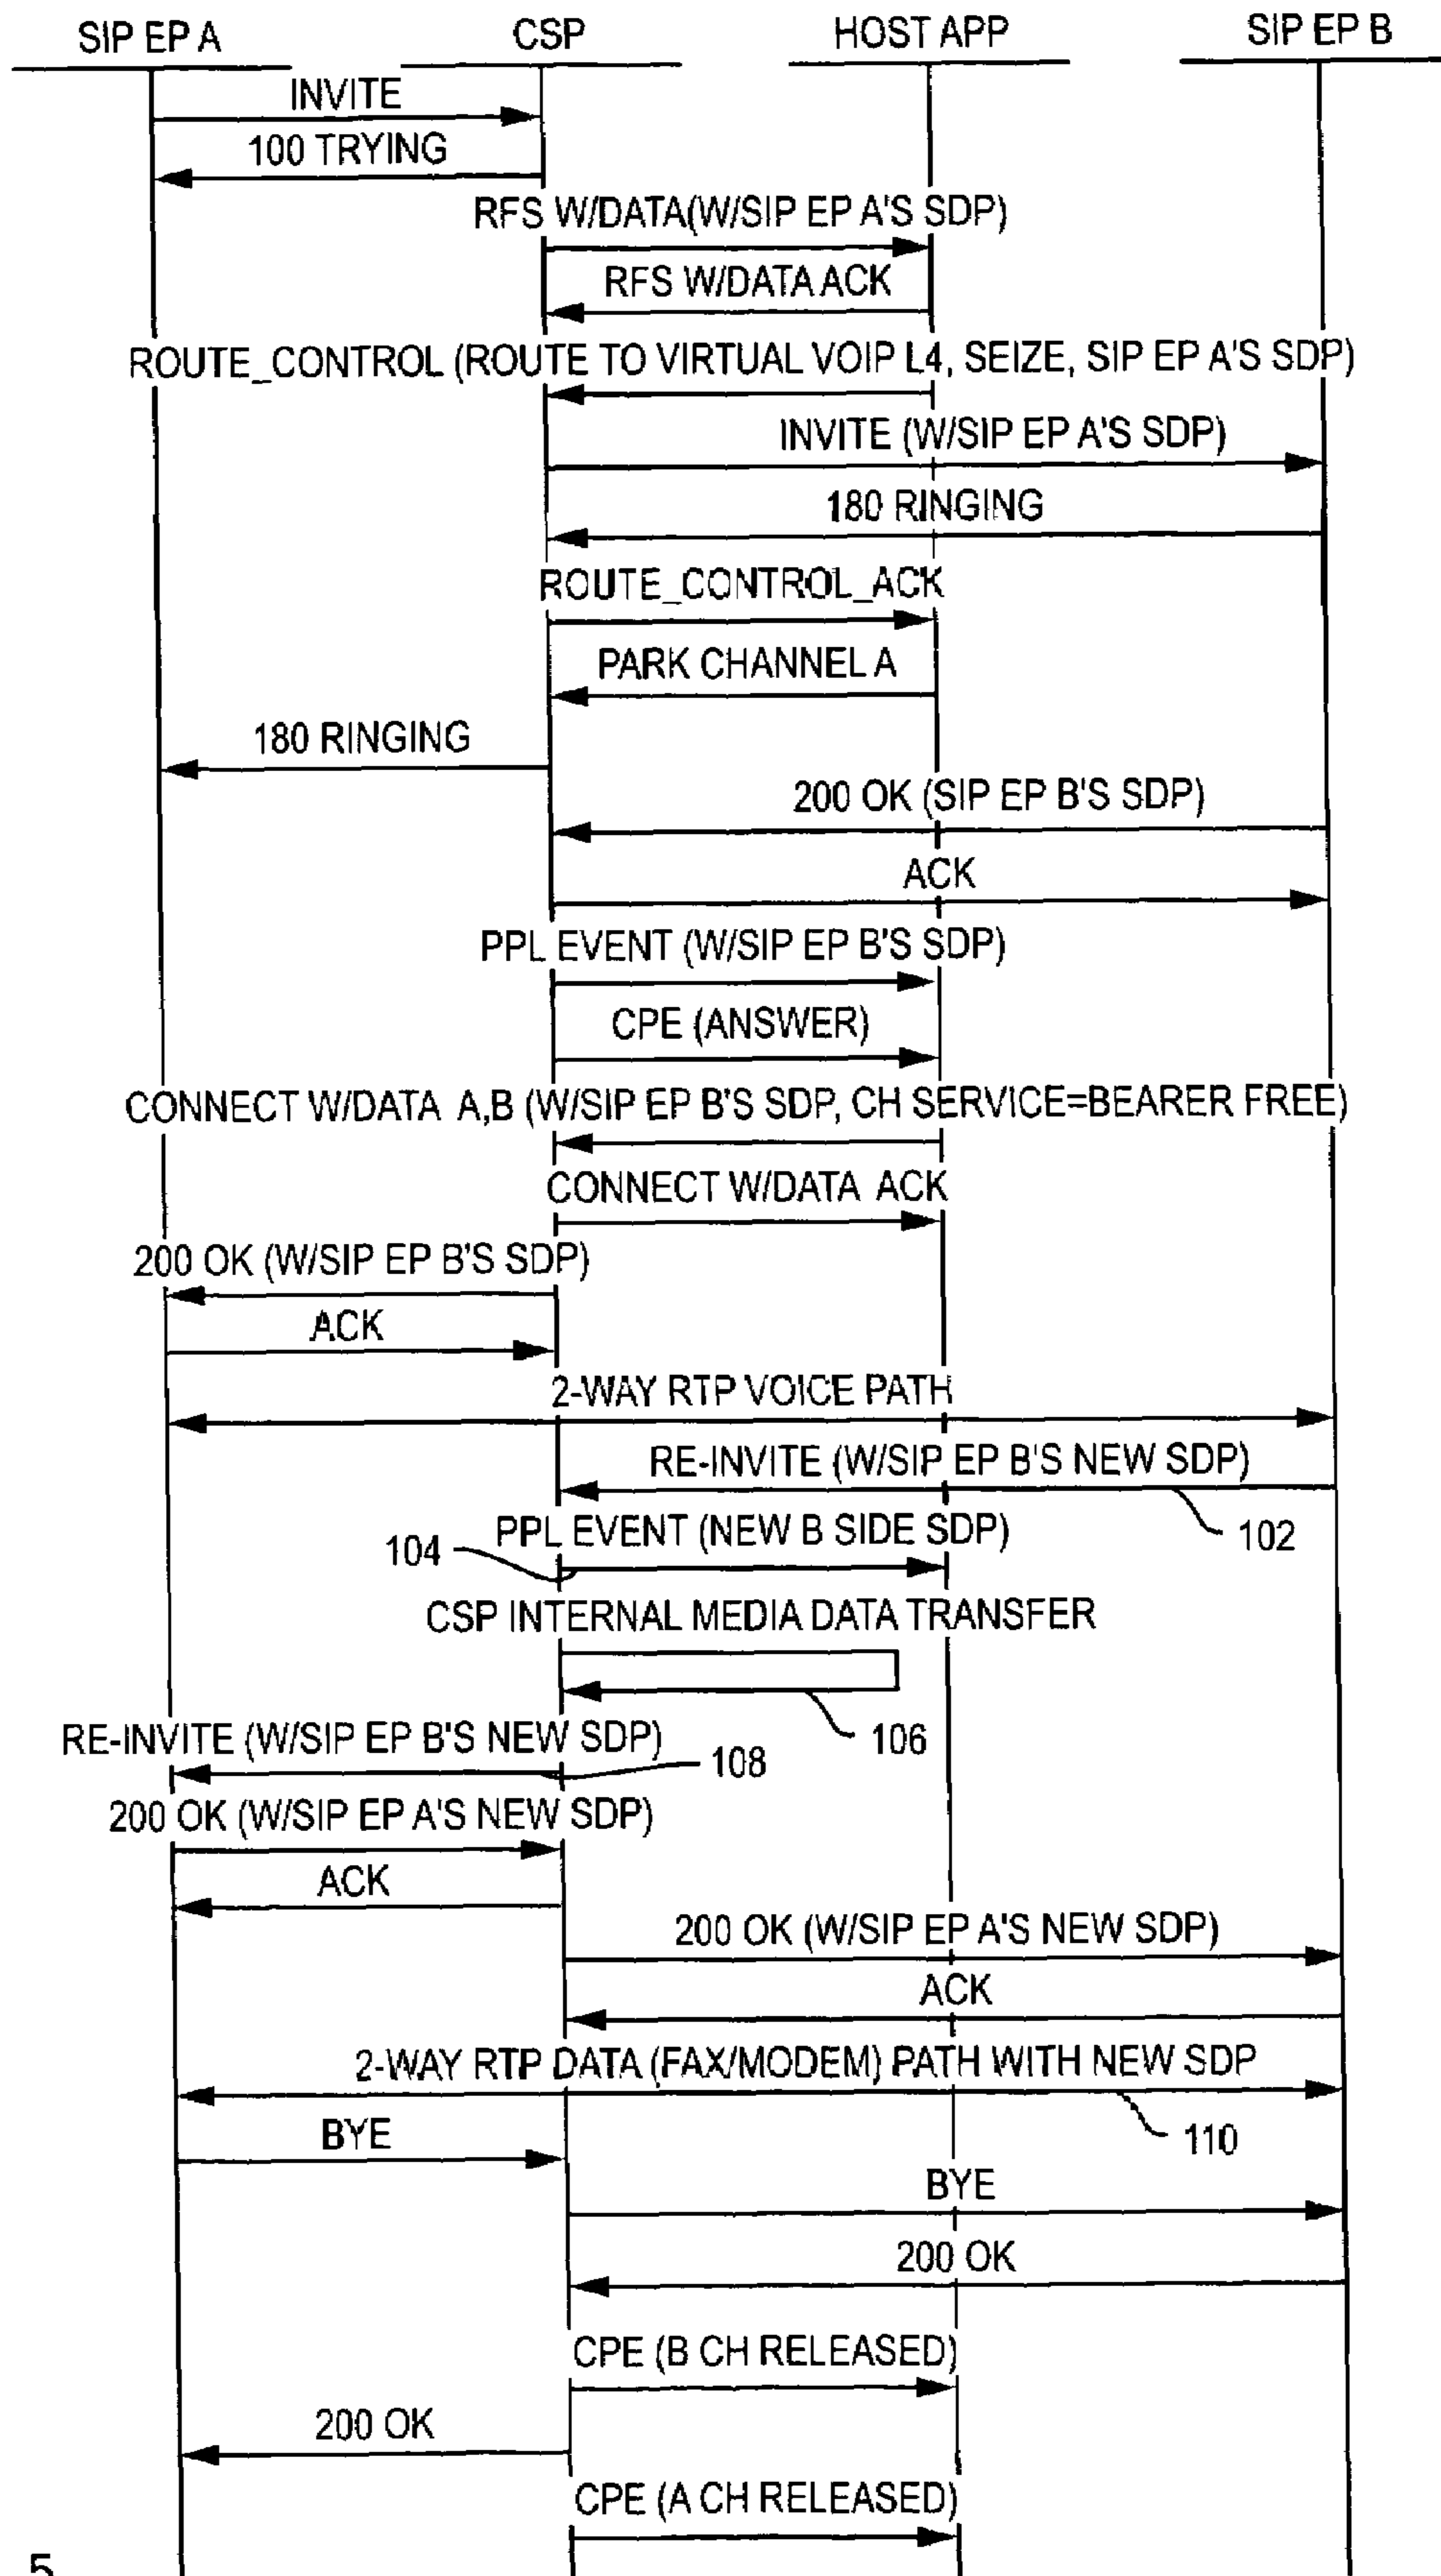 SIP EP A
CSP
HOST APP
SIP EP B
INVITE
100 TRYING
RFS W/DATA(W/SIP EP A'S SDP)
RFS W/DATA ACK
ROUTE_CONTROL (ROUTE TO VIRTUAL VOIP L4, SEIZE, SIP EP A'S SDP)
INVITE (W/SIP EP A'S SDP)
180 RINGING
ROUTE_CONTROL_ACK
PARK CHANNEL A
180 RINGING
200 OK (SIP EP B'S SDP)
ACK
PPL EVENT (W/SIP EP B'S SDP)
CPE (ANSWER)
CONNECT W/DATA A,B (W/SIP EP B'S SDP, CH SERVICE=BEARER FREE)
CONNECT W/DATA ACK
200 OK (W/SIP EP B'S SDP)
ACK
2-WAY RTP VOICE PATH
RE-INVITE (W/SIP EP B'S NEW SDP)
102
PPL EVENT (NEW B SIDE SDP)
104
CSP INTERNAL MEDIA DATA TRANSFER
106
RE-INVITE (W/SIP EP B'S NEW SDP)
108
200 OK (W/SIP EP A'S NEW SDP)
ACK
200 OK (W/SIP EP A'S NEW SDP)
ACK
2-WAY RTP DATA (FAX/MODEM) PATH WITH NEW SDP
110
BYE
BYE
200 OK
CPE (B CH RELEASED)
200 OK
CPE (A CH RELEASED)
5